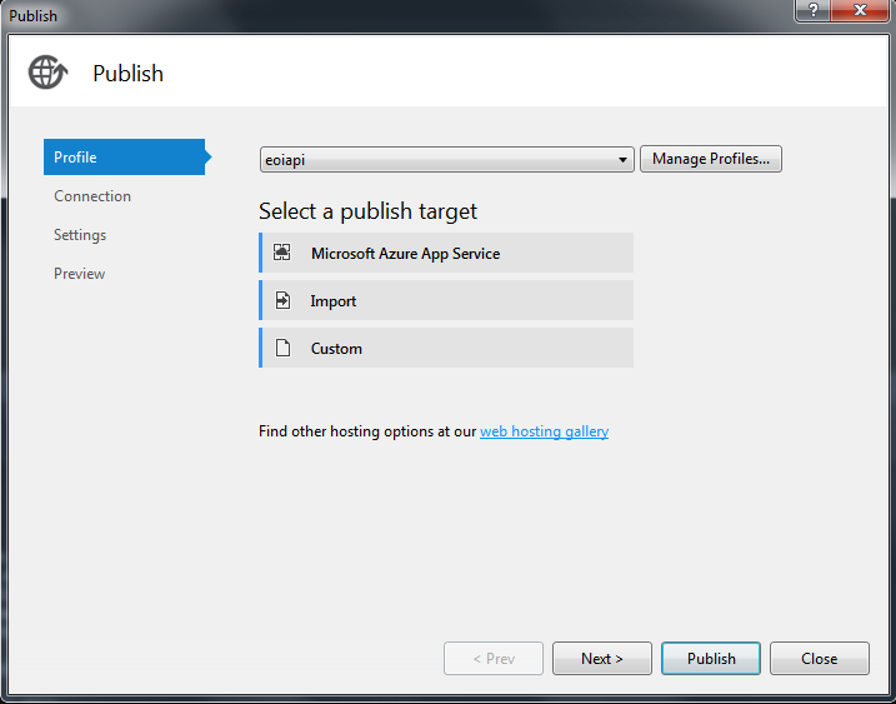 Publish
?
Publish
Profile
eoiapi
Manage Profiles...
Connection
Select a publish target
Settings
Microsoft Azure App Service
Preview
Import
Custom
Find other hosting options at our web hosting gallery
< Prev
Next >
Publish
Close